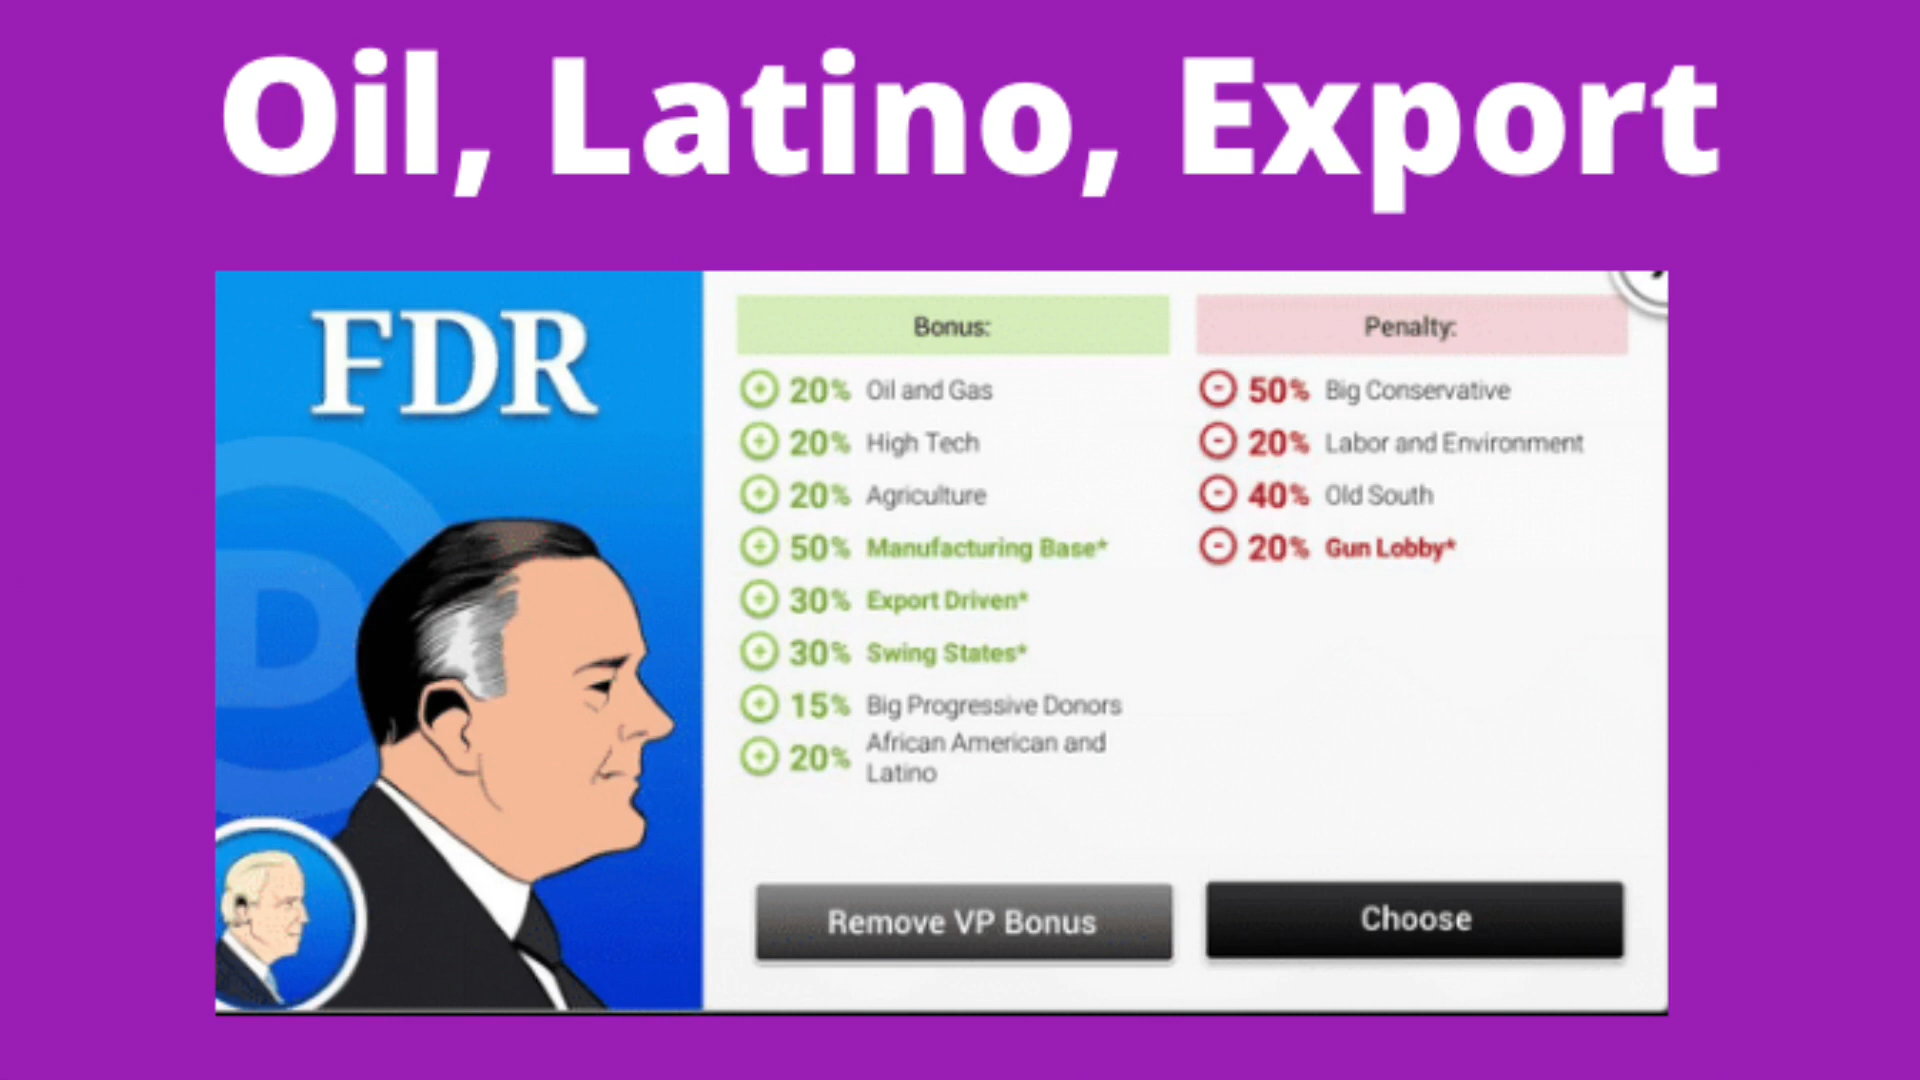 Oil, Latino, Export
FDR
Bonus:
20% Oil and Gas
20% High Tech
20% Agriculture
50% Manufacturing Base*
30% Export Driven*
30% Swing States*
15% Big Progressive Donors
20% African American and
Latino
Penalty:
50% Big Conservative
20% Labor and Environment
40% Old South
20% Gun Lobby*
D
Remove VP Bonus
Choose